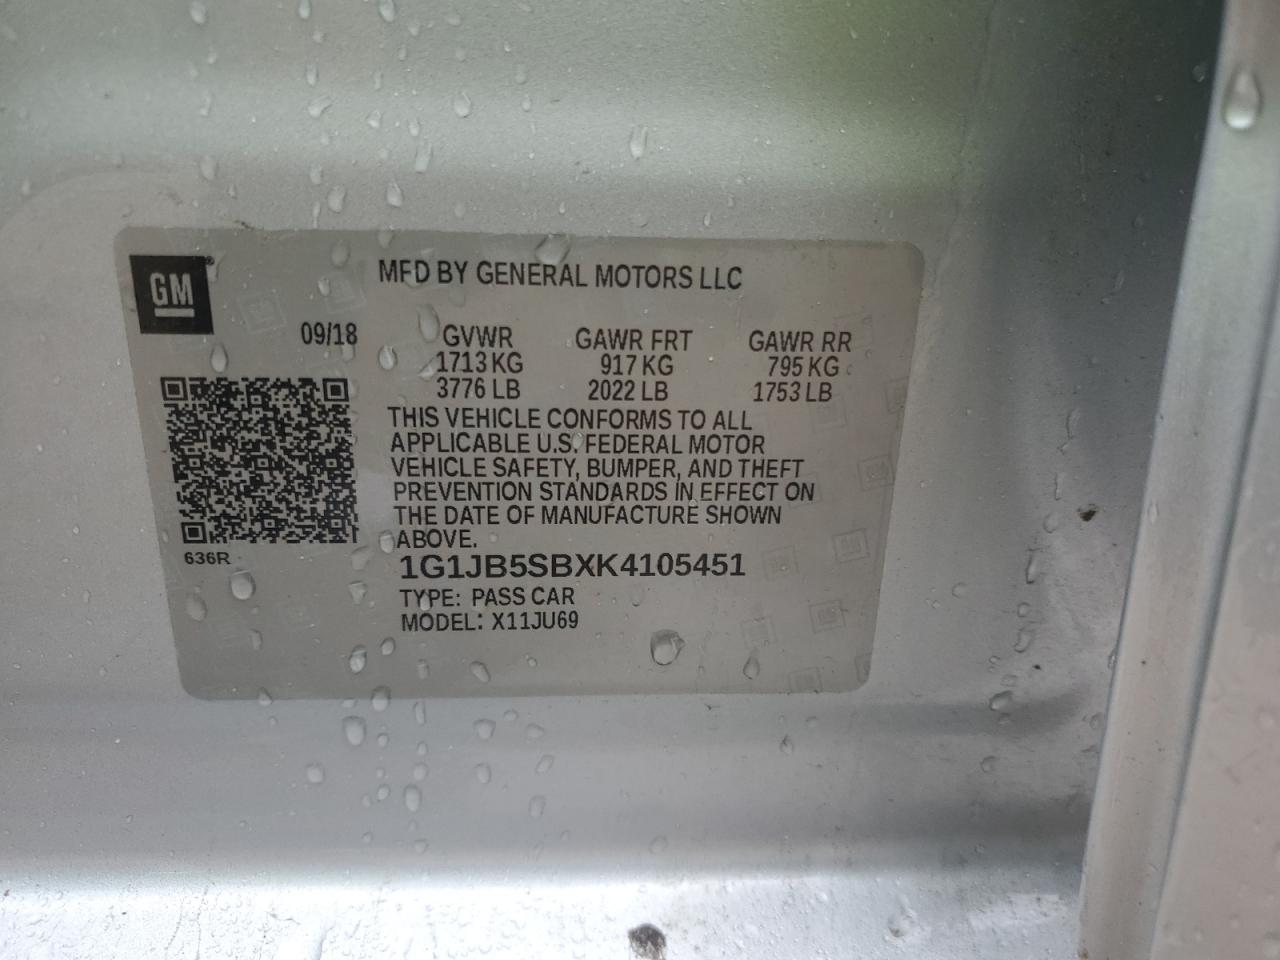 GM®
MFD BY GENERAL MOTORS LLC
09/18
GVWR GAWR FRT GAWR RR
1713 KG 917 KG 795 KG
3776 LB 2022 LB 1753 LB
THIS VEHICLE CONFORMS TO ALL
APPLICABLE U.S. FEDERAL MOTOR
VEHICLE SAFETY, BUMPER, AND THEFT
PREVENTION STANDARDS IN EFFECT ON
THE DATE OF MANUFACTURE SHOWN
ABOVE.
636R
1G1JB5SBXK4105451
TYPE: PASS CAR
MODEL: X11JU69